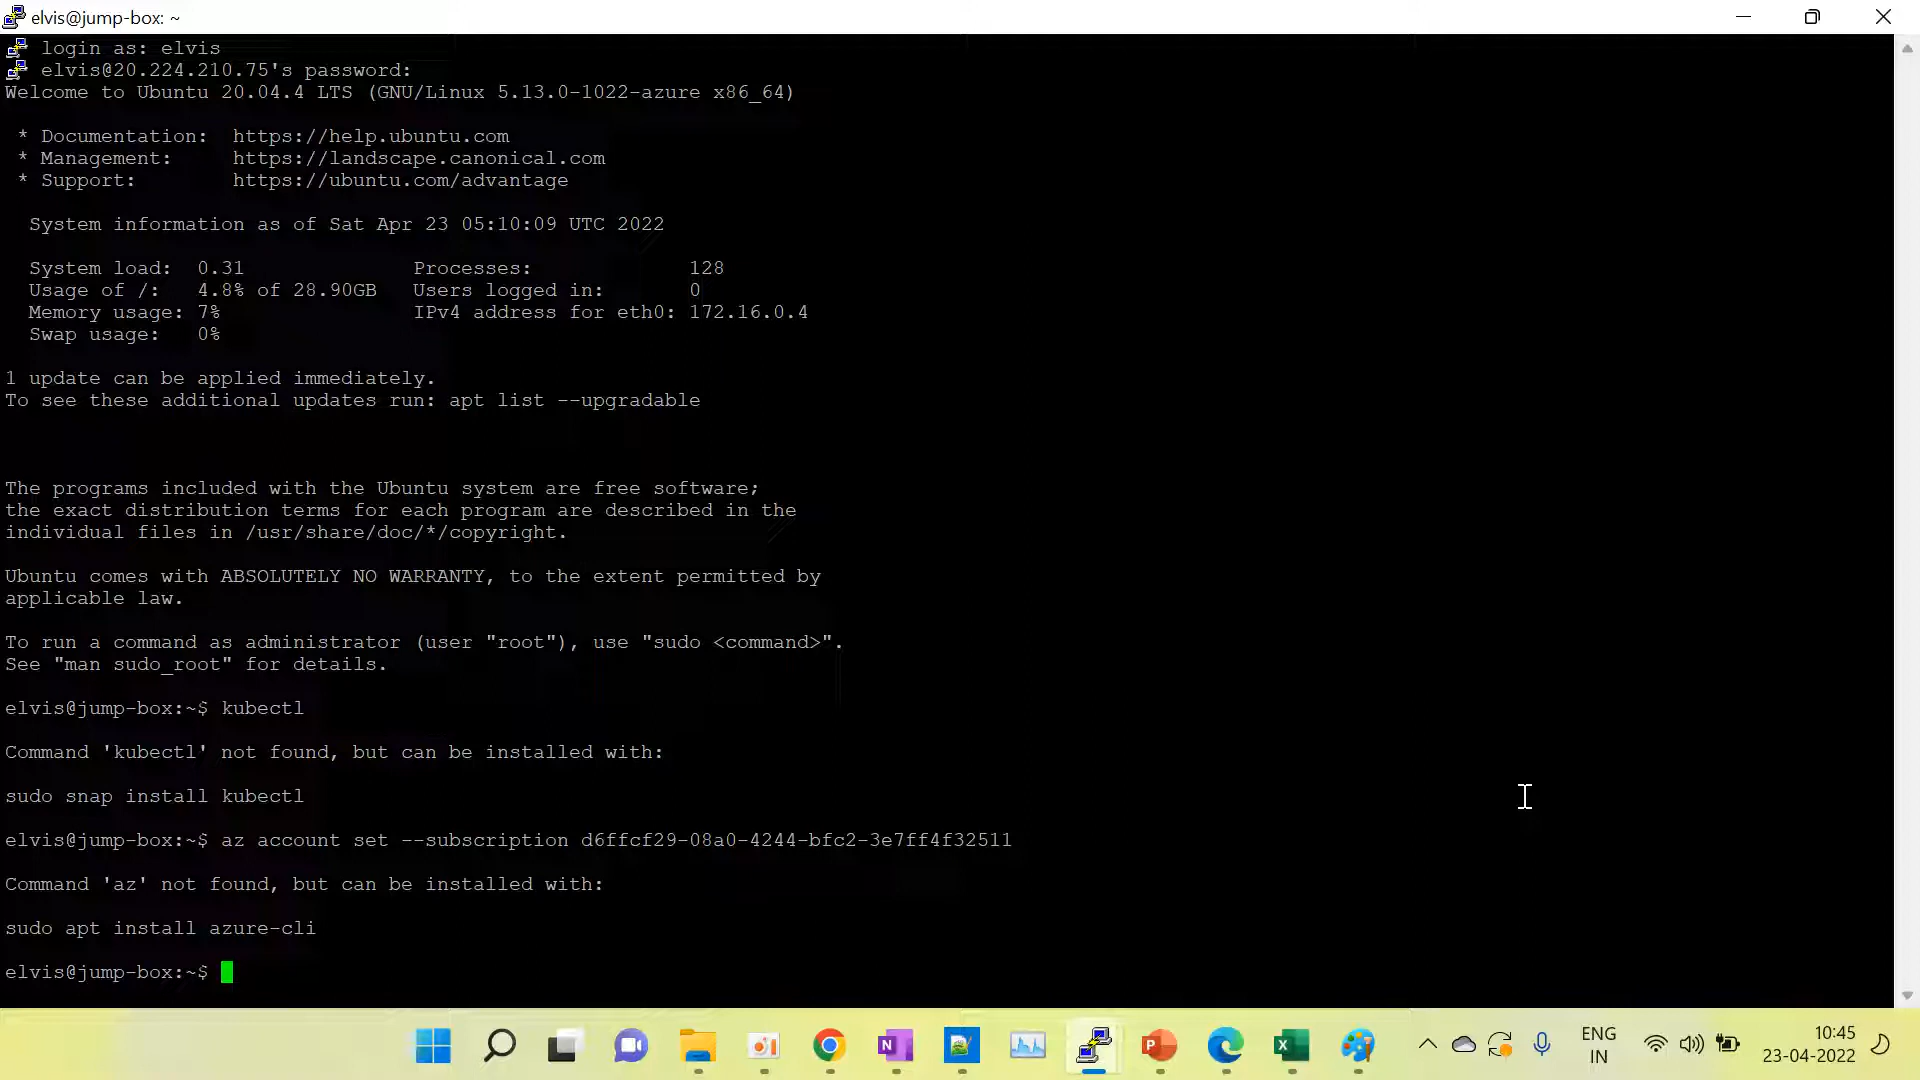 elvis@jump-box: ~
login as: elvis
elvis@20.224.210.75's password:
Welcome to Ubuntu 20.04.4 LTS (GNU/Linux 5.13.0-1022-azure x86_64)
* Documentation:  https://help.ubuntu.com
* Management:     https://landscape.canonical.com
* Support:        https://ubuntu.com/advantage
System information as of Sat Apr 23 05:10:09 UTC 2022
System load:  0.31              Processes:             128
Usage of /:   4.8% of 28.90GB   Users logged in:       0
Memory usage: 7%                IPv4 address for eth0: 172.16.0.4
Swap usage:   0%
1 update can be applied immediately.
To see these additional updates run: apt list --upgradable
The programs included with the Ubuntu system are free software;
the exact distribution terms for each program are described in the
individual files in /usr/share/doc/*/copyright.
Ubuntu comes with ABSOLUTELY NO WARRANTY, to the extent permitted by
applicable law.
To run a command as administrator (user "root"), use "sudo <command>".
See "man sudo_root" for details.
elvis@jump-box:~$ kubectl
Command 'kubectl' not found, but can be installed with:
sudo snap install kubectl
elvis@jump-box:~$ az account set --subscription d6ffcf29-08a0-4244-bfc2-3e7ff4f32511
Command 'az' not found, but can be installed with:
sudo apt install azure-cli
elvis@jump-box:~$
ENG
IN
10:45
23-04-2022